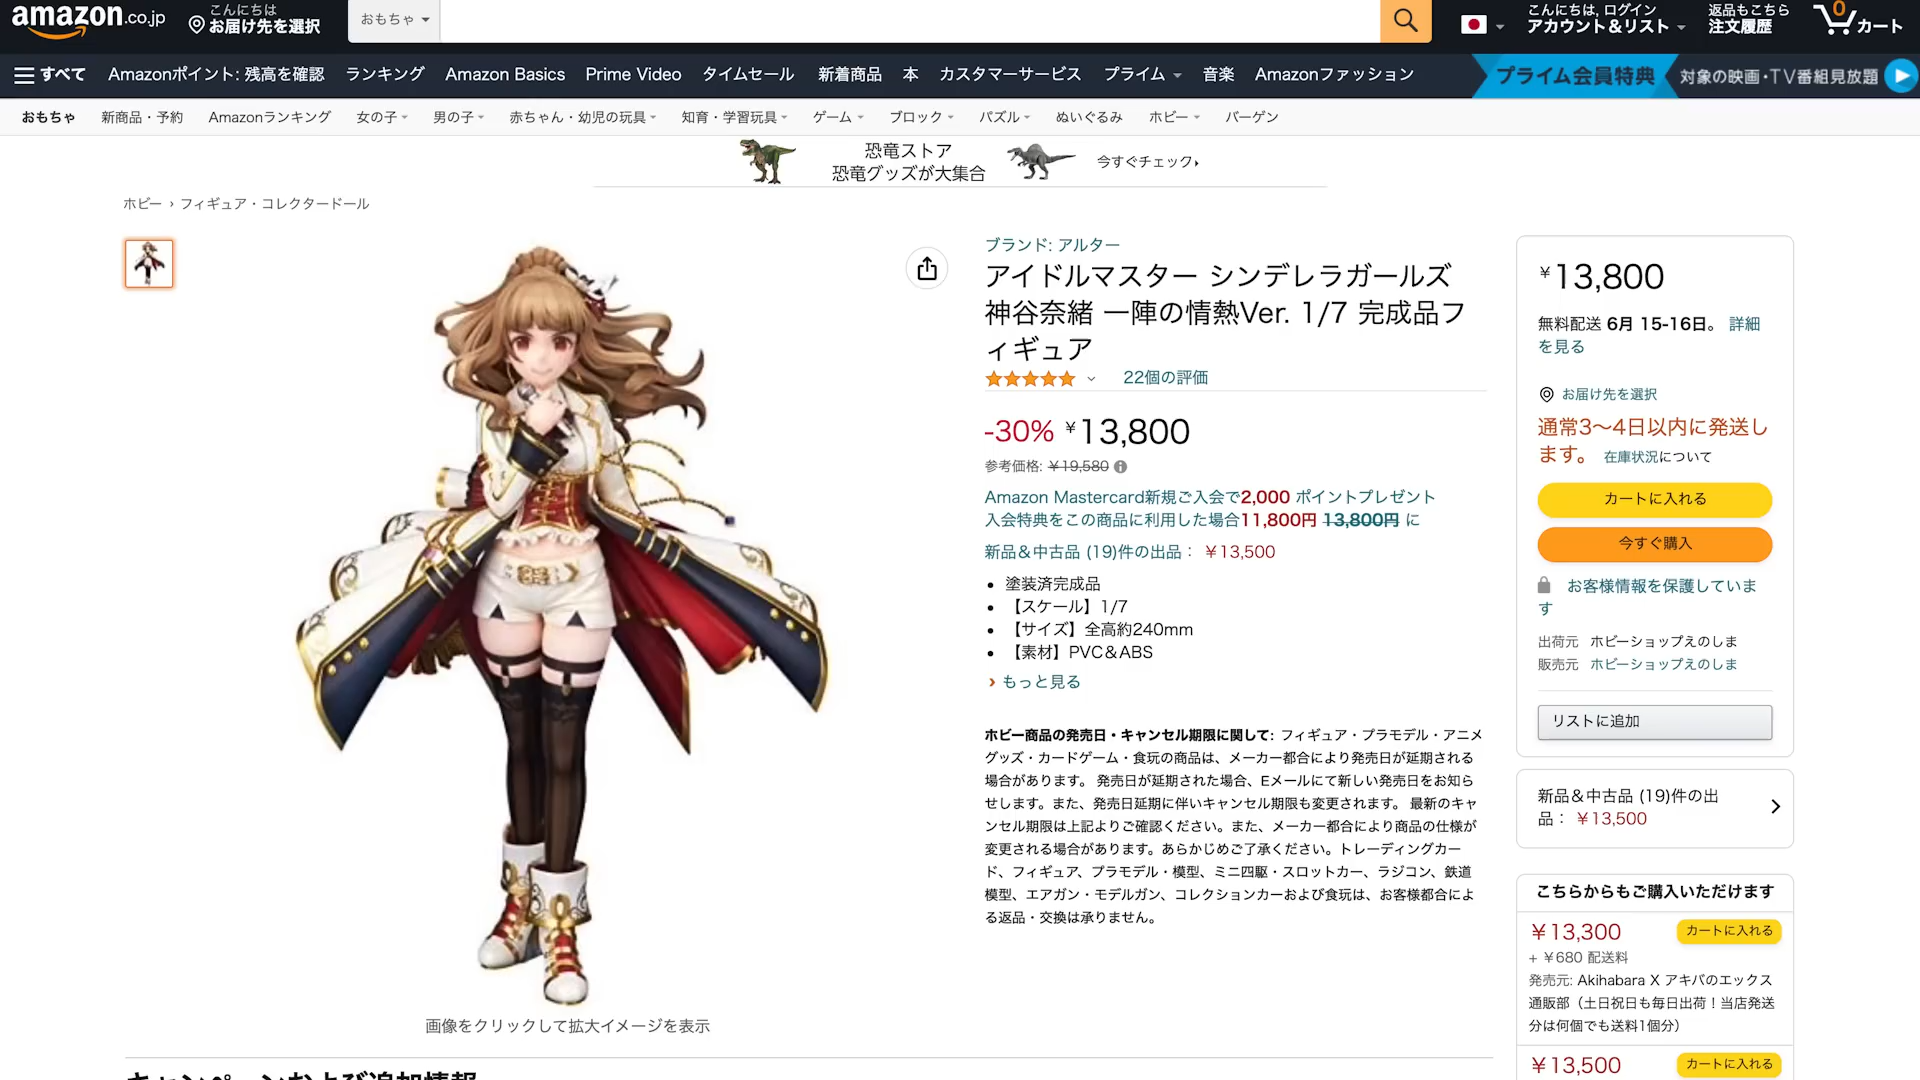 amazon.co.jp
こんにちは
お届け先を選択
おもちゃ
こんにちは, ログイン
アカウント＆リスト
返品もこちら
注文履歴
0
カート
すべて
Amazonポイント: 残高を確認
ランキング
Amazon Basics
Prime Video
タイムセール
新着商品
本
カスタマーサービス
プライム
音楽
Amazonファッション
プライム会員特典
対象の映画・TV番組見放題
おもちゃ
新商品・予約
Amazonランキング
女の子
男の子
赤ちゃん・幼児の玩具
知育・学習玩具
ゲーム
ブロック
パズル
ぬいぐるみ
ホビー
バーゲン
恐竜ストア
恐竜グッズが大集合
今すぐチェック
ホビー › フィギュア・コレクタードール
画像をクリックして拡大イメージを表示
ブランド: アルター
アイドルマスター シンデレラガールズ
神谷奈緒 一陣の情熱Ver. 1/7 完成品フ
ィギュア
22個の評価
-30% ￥13,800
参考価格: ￥19,580
Amazon Mastercard新規ご入会で2,000 ポイントプレゼント
入会特典をこの商品に利用した場合11,800円 13,800円 に
新品＆中古品 (19)件の出品： ￥13,500
• 塗装済完成品
• 【スケール】1/7
• 【サイズ】全高約240mm
• 【素材】PVC＆ABS
› もっと見る
ホビー商品の発売日・キャンセル期限に関して: フィギュア・プラモデル・アニメ
グッズ・カードゲーム・食玩の商品は、メーカー都合により発売日が延期される
場合があります。 発売日が延期された場合、Eメールにて新しい発売日をお知ら
せします。また、発売日延期に伴いキャンセル期限も変更されます。 最新のキャ
ンセル期限は上記よりご確認ください。また、メーカー都合により商品の仕様が
変更される場合があります。あらかじめご了承ください。トレーディングカー
ド、フィギュア、プラモデル・模型、ミニ四駆・スロットカー、ラジコン、鉄道
模型、エアガン・モデルガン、コレクションカーおよび食玩は、お客様都合によ
る返品・交換は承りません。
￥13,800
無料配送 6月 15-16日。 詳細
を見る
お届け先を選択
通常3～4日以内に発送し
ます。 在庫状況について
カートに入れる
今すぐ購入
お客様情報を保護していま
す
出荷元 ホビーショップえのしま
販売元 ホビーショップえのしま
リストに追加
新品＆中古品 (19)件の出
品： ￥13,500
こちらからもご購入いただけます
￥13,300
カートに入れる
+ ￥680 配送料
発売元: Akihabara X アキバのエックス
通販部（土日祝日も毎日出荷！当店発送
分は何個でも送料1個分）
￥13,500
カートに入れる
キャンペーンおよび追加情報